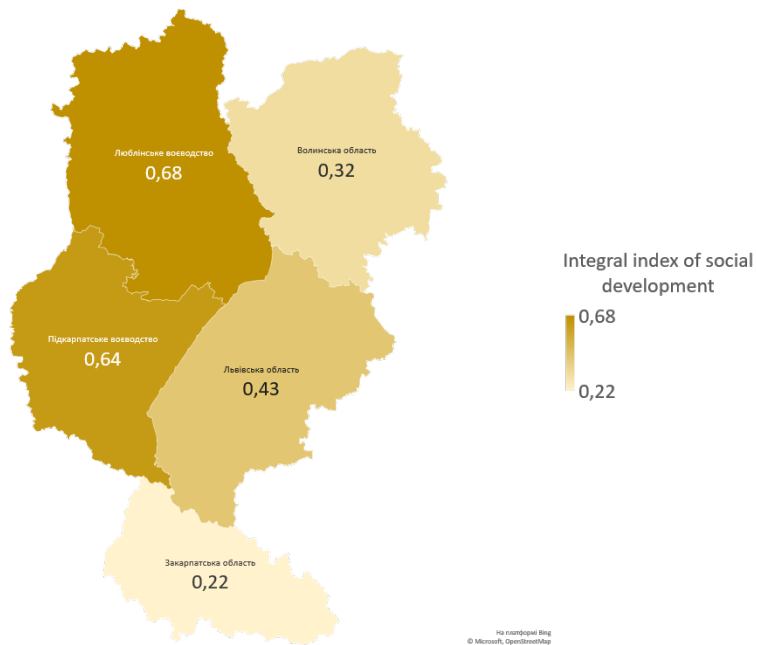 Люблінське воєводство
0,68
Волинська область
0,32
Integral index of social
development
0,68
0,22
Підкарпатське воєводство
0,64
Львівська область
0,43
Закарпатська область
0,22
На платформі Bing
© Microsoft, OpenStreetMap